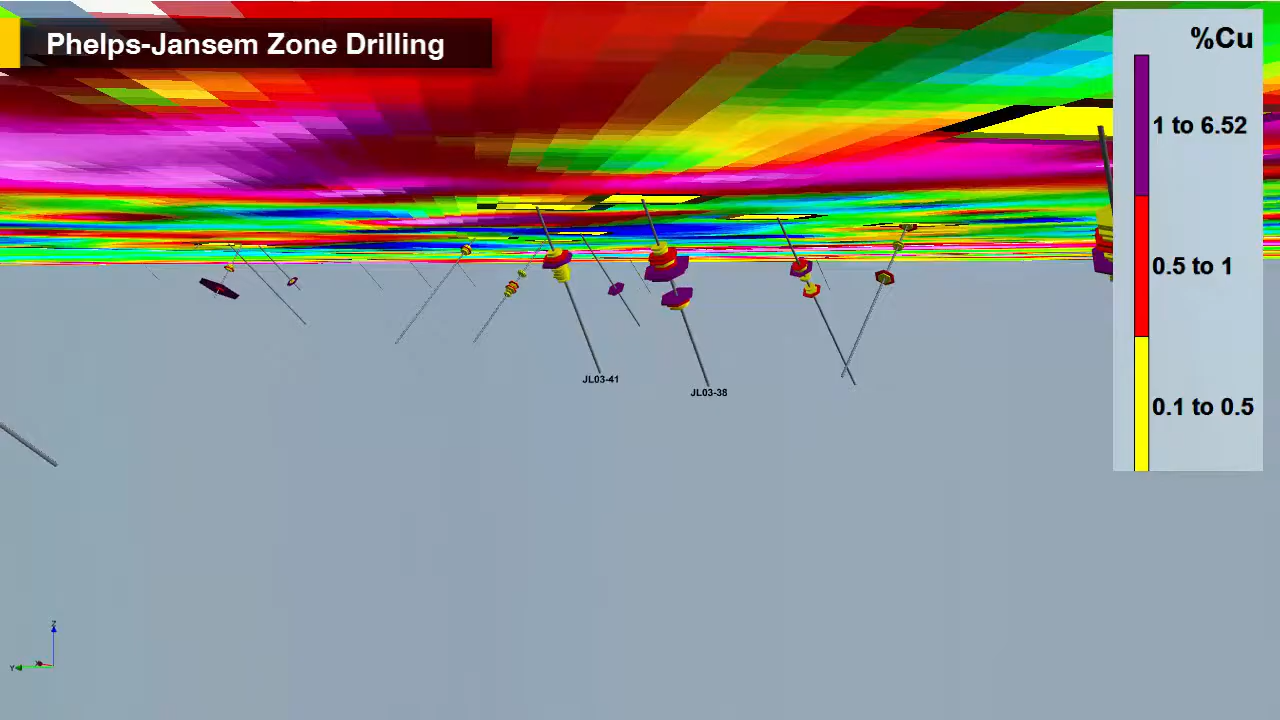 Phelps-Jansem Zone Drilling
%Cu
1 to 6.52
0.5 to 1
0.1 to 0.5
JL03-41
JL03-38
Z
Y
X